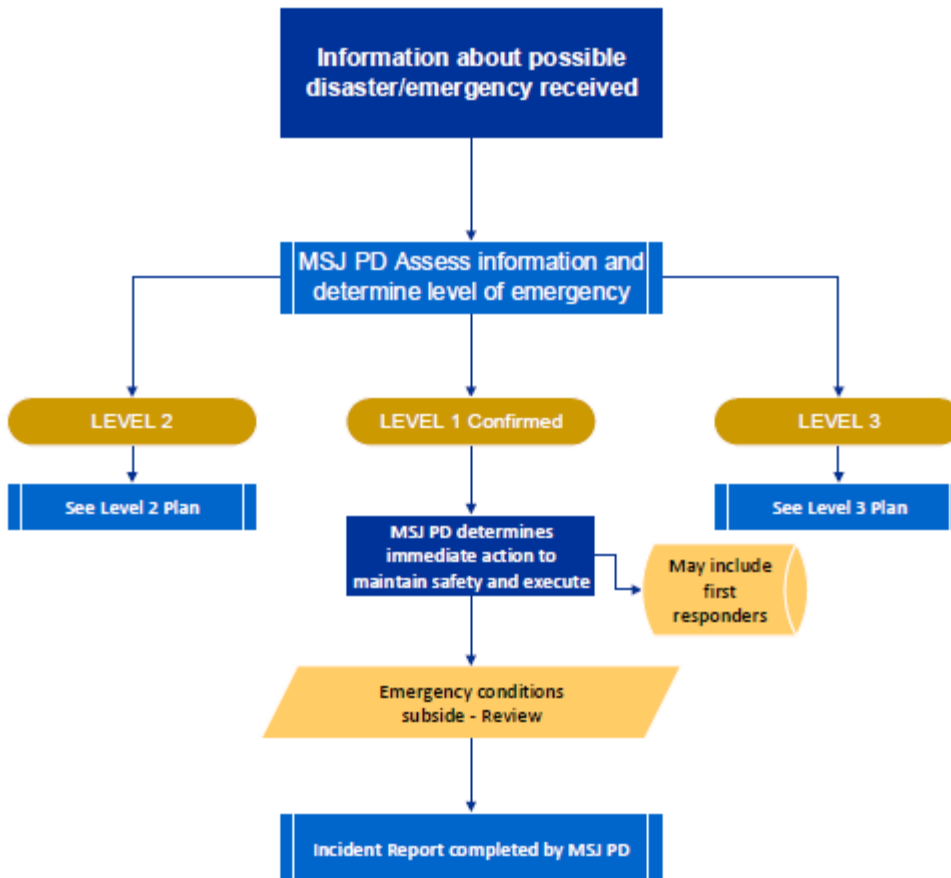 Information about possible
disaster/emergency received
MSJ PD Assess information and
determine level of emergency
LEVEL 2
LEVEL 1 Confirmed
LEVEL 3
See Level 2 Plan
See Level 3 Plan
MSJ PD determines
immediate action to
maintain safety and execute
May include
first
responders
Emergency conditions
subside - Review
Incident Report completed by MSJ PD